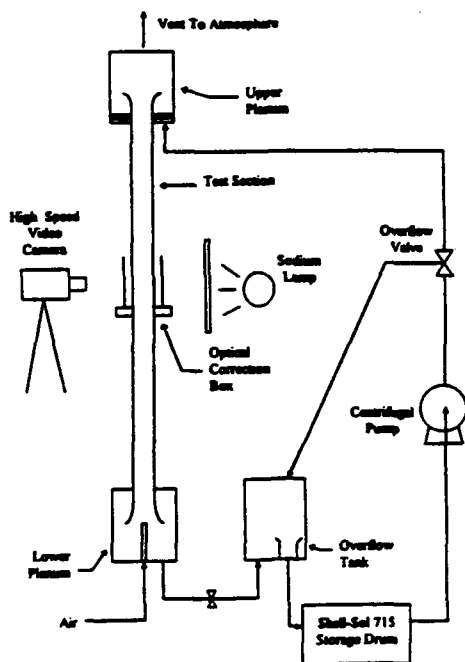 Vent To Atmosphere
Upper
Plenum
Test Section
High Speed
Video
Camera
Sodium
Lamp
Overflow
Valve
Optical
Correction
Box
Centrifugal
Pump
Lower
Plenum
Overflow
Tank
Air
Shell-Sol 715
Storage Drum